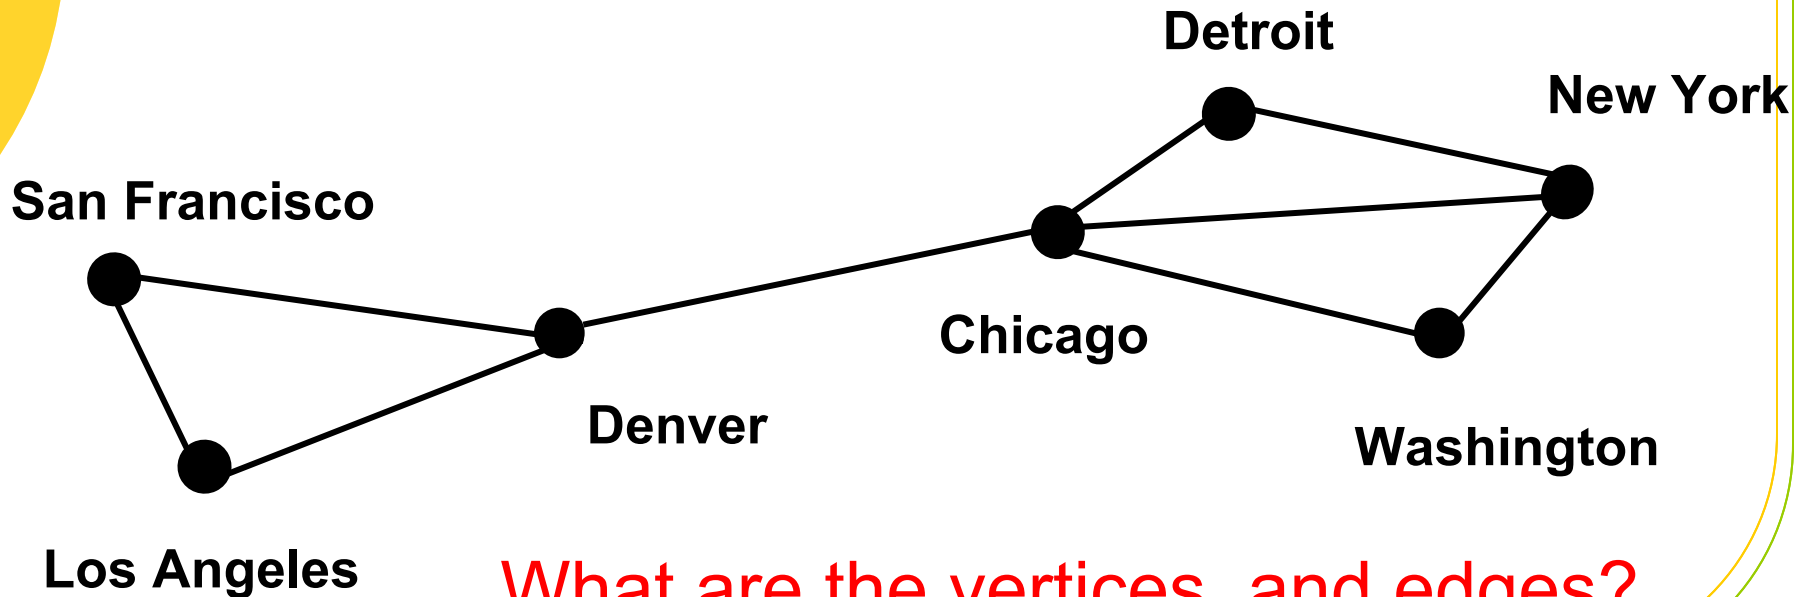 Detroit
New York
San Francisco
Chicago
Denver
Washington
Los Angeles
What are the vertices, and edges?